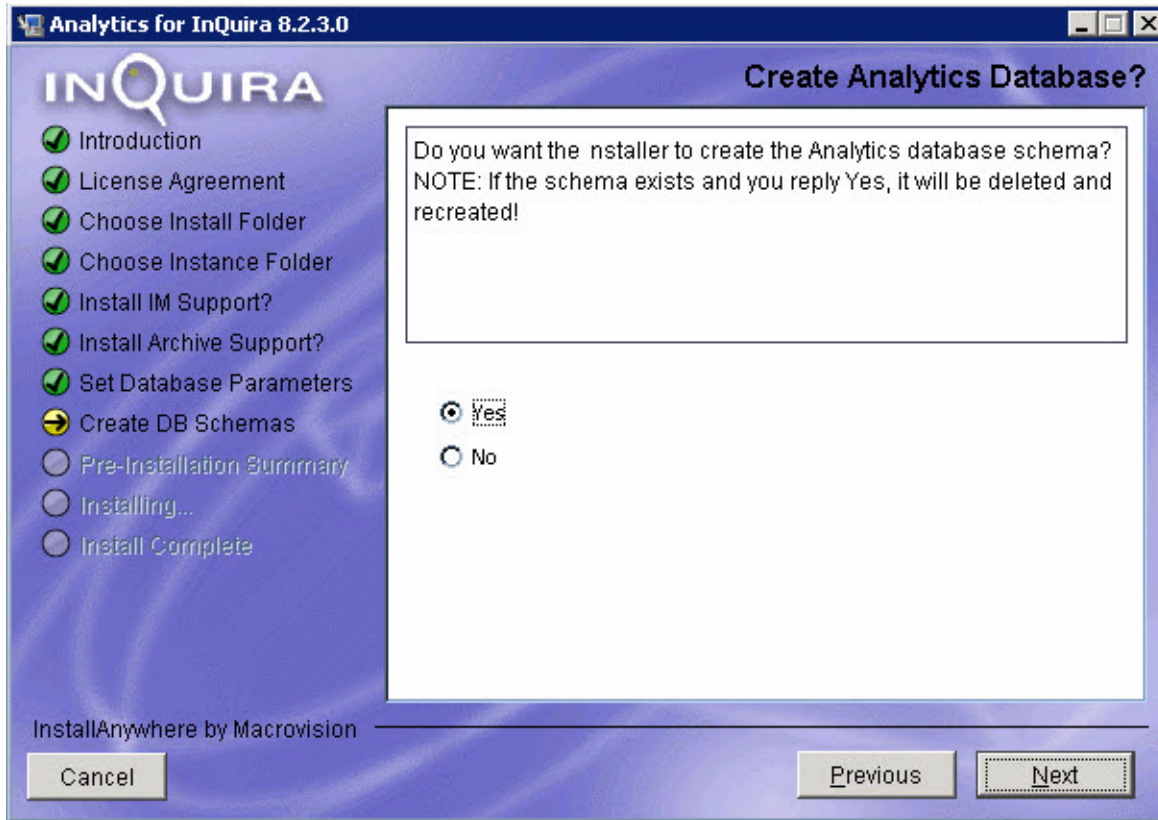 Analytics for InQuira 8.2.3.0
INQUIRA
Create Analytics Database?
Introduction
License Agreement
Choose Install Folder
Choose Instance Folder
Install IM Support?
Install Archive Support?
Set Database Parameters
Create DB Schemas
Pre-Installation Summary
Installing...
Install Complete
Do you want the nstaller to create the Analytics database schema?
NOTE: If the schema exists and you reply Yes, it will be deleted and
recreated!
Yes
No
InstallAnywhere by Macrovision
Cancel
Previous
Next